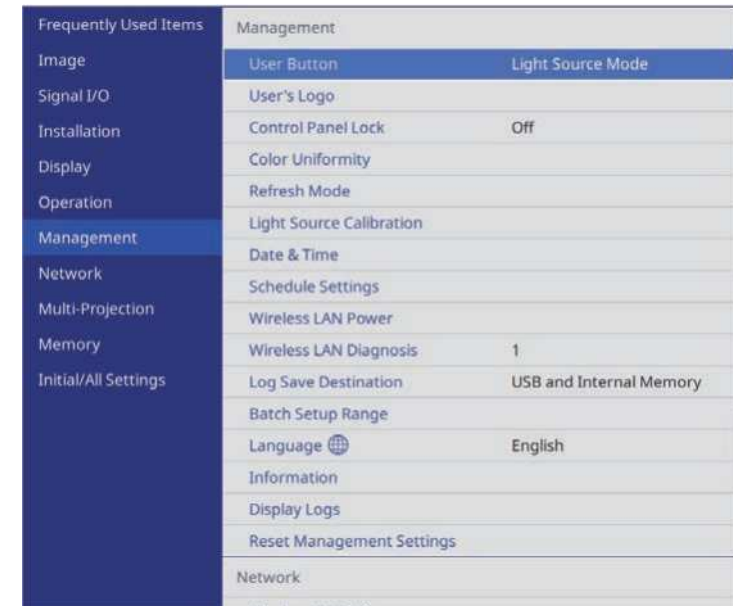 Frequently Used Items
Image
Signal I/O
Installation
Display
Operation
Management
Network
Multi-Projection
Memory
Initial/All Settings
Management
User Button Light Source Mode
User's Logo
Control Panel Lock Off
Color Uniformity
Refresh Mode
Light Source Calibration
Date & Time
Schedule Settings
Wireless LAN Power
Wireless LAN Diagnosis 1
Log Save Destination USB and Internal Memory
Batch Setup Range
Language English
Information
Display Logs
Reset Management Settings
Network